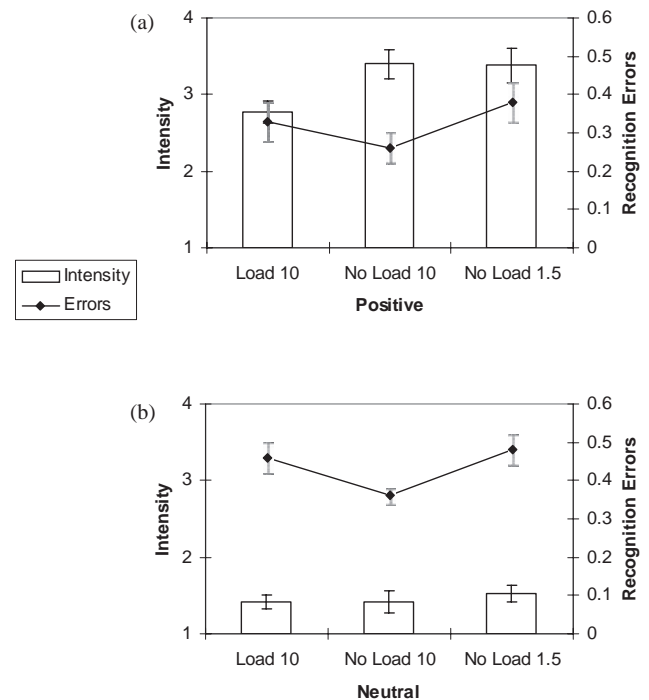 (a)
4
3
2
1
Intensity
0.6
0.5
0.4
0.3
0.2
0.1
0
Recognition Errors
Load 10 No Load 10 No Load 1.5
Positive
Intensity
Errors
(b)
4
3
2
1
Intensity
0.6
0.5
0.4
0.3
0.2
0.1
0
Recognition Errors
Load 10 No Load 10 No Load 1.5
Neutral